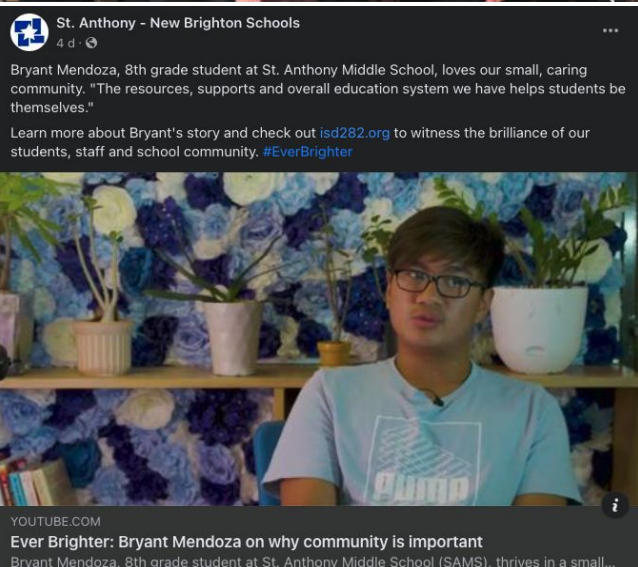 St. Anthony - New Brighton Schools
4 d ·
Bryant Mendoza, 8th grade student at St. Anthony Middle School, loves our small, caring
community. "The resources, supports and overall education system we have helps students be
themselves."
Learn more about Bryant's story and check out isd282.org to witness the brilliance of our
students, staff and school community. #EverBrighter
PUMA
i
YOUTUBE.COM
Ever Brighter: Bryant Mendoza on why community is important
Bryant Mendoza, 8th grade student at St. Anthony Middle School (SAMS), thrives in a small...